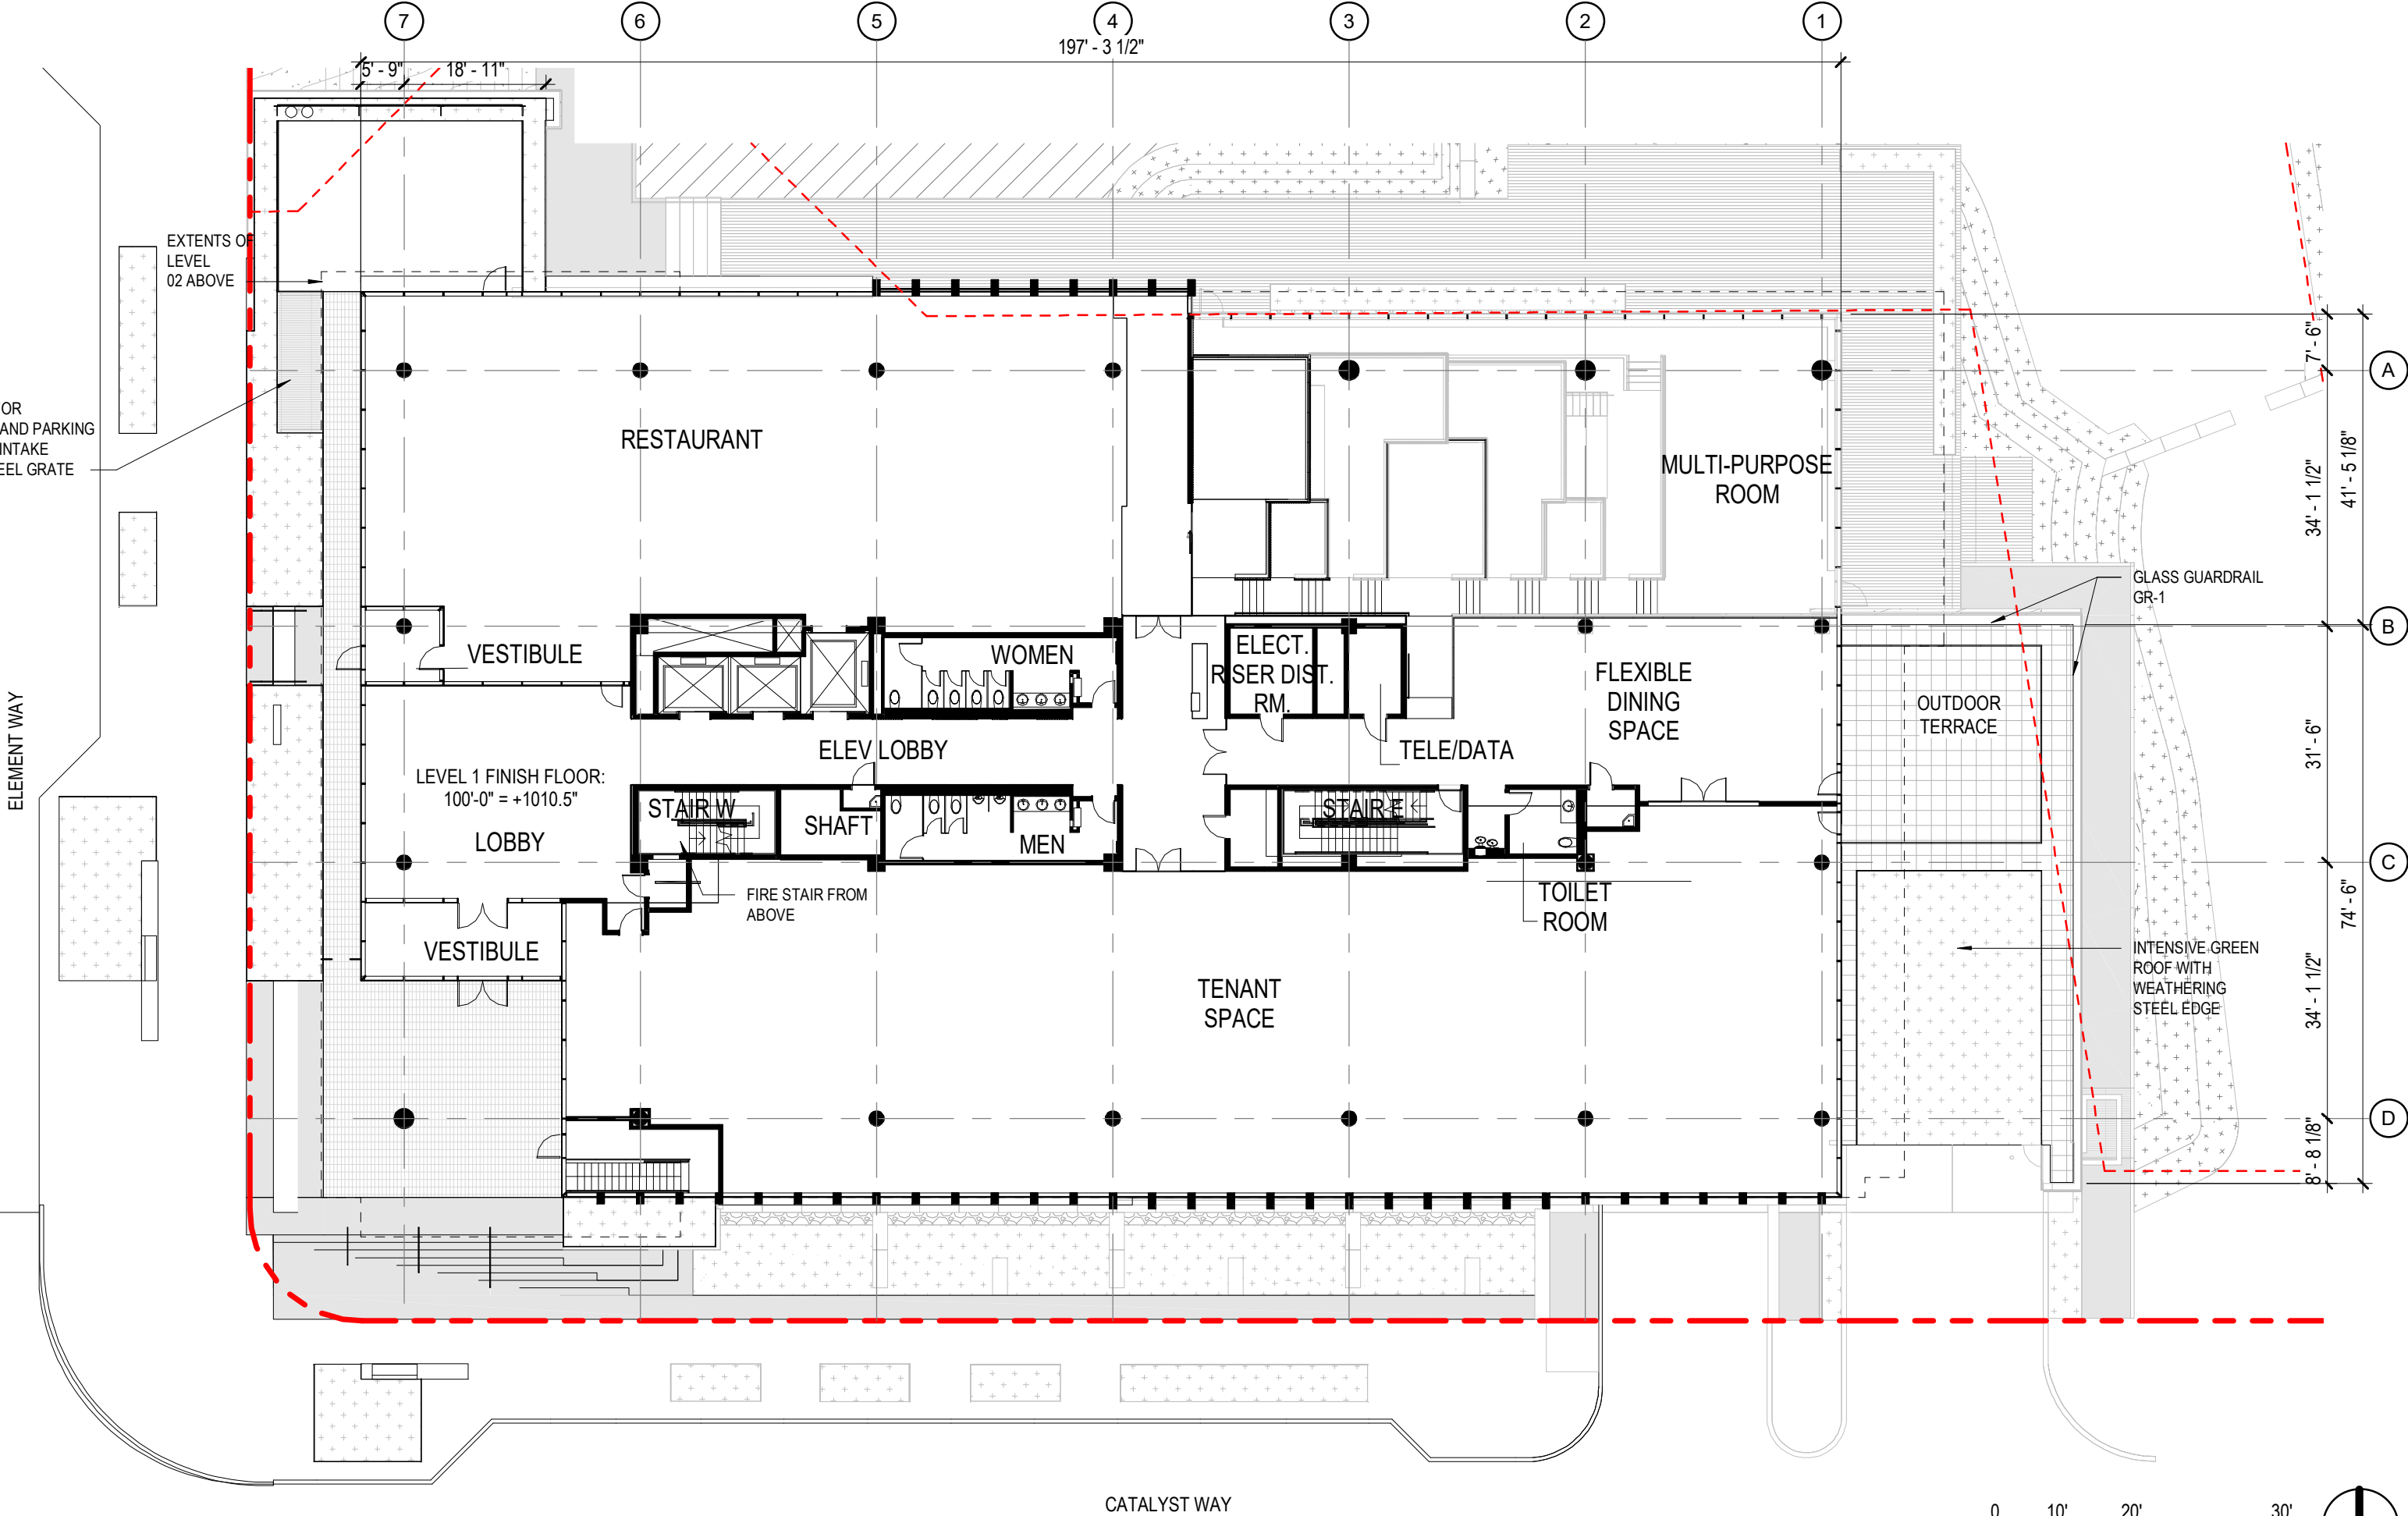 7
6
5
4
3
2
1
197' - 3 1/2"
5' - 9"
18' - 11"
EXTENTS OF
LEVEL
02 ABOVE
7' - 6"
A
OR
AND PARKING
INTAKE
EEL GRATE
RESTAURANT
MULTI-PURPOSE
ROOM
34' - 1 1/2"
41' - 5 1/8"
GLASS GUARDRAIL
GR-1
B
VESTIBULE
WOMEN
ELECT.
RISER DIST.
RM.
FLEXIBLE
DINING
SPACE
OUTDOOR
TERRACE
31' - 6"
ELEMENT WAY
ELEV LOBBY
TELE/DATA
LEVEL 1 FINISH FLOOR:
100'-0" = +1010.5"
LOBBY
STAIR W
SHAFT
MEN
STAIR E
C
FIRE STAIR FROM
ABOVE
TOILET
ROOM
74' - 6"
VESTIBULE
INTENSIVE GREEN
ROOF WITH
WEATHERING
STEEL EDGE
TENANT
SPACE
34' - 1 1/2"
D
8' - 8 1/8"
CATALYST WAY
0
10'
20'
30'